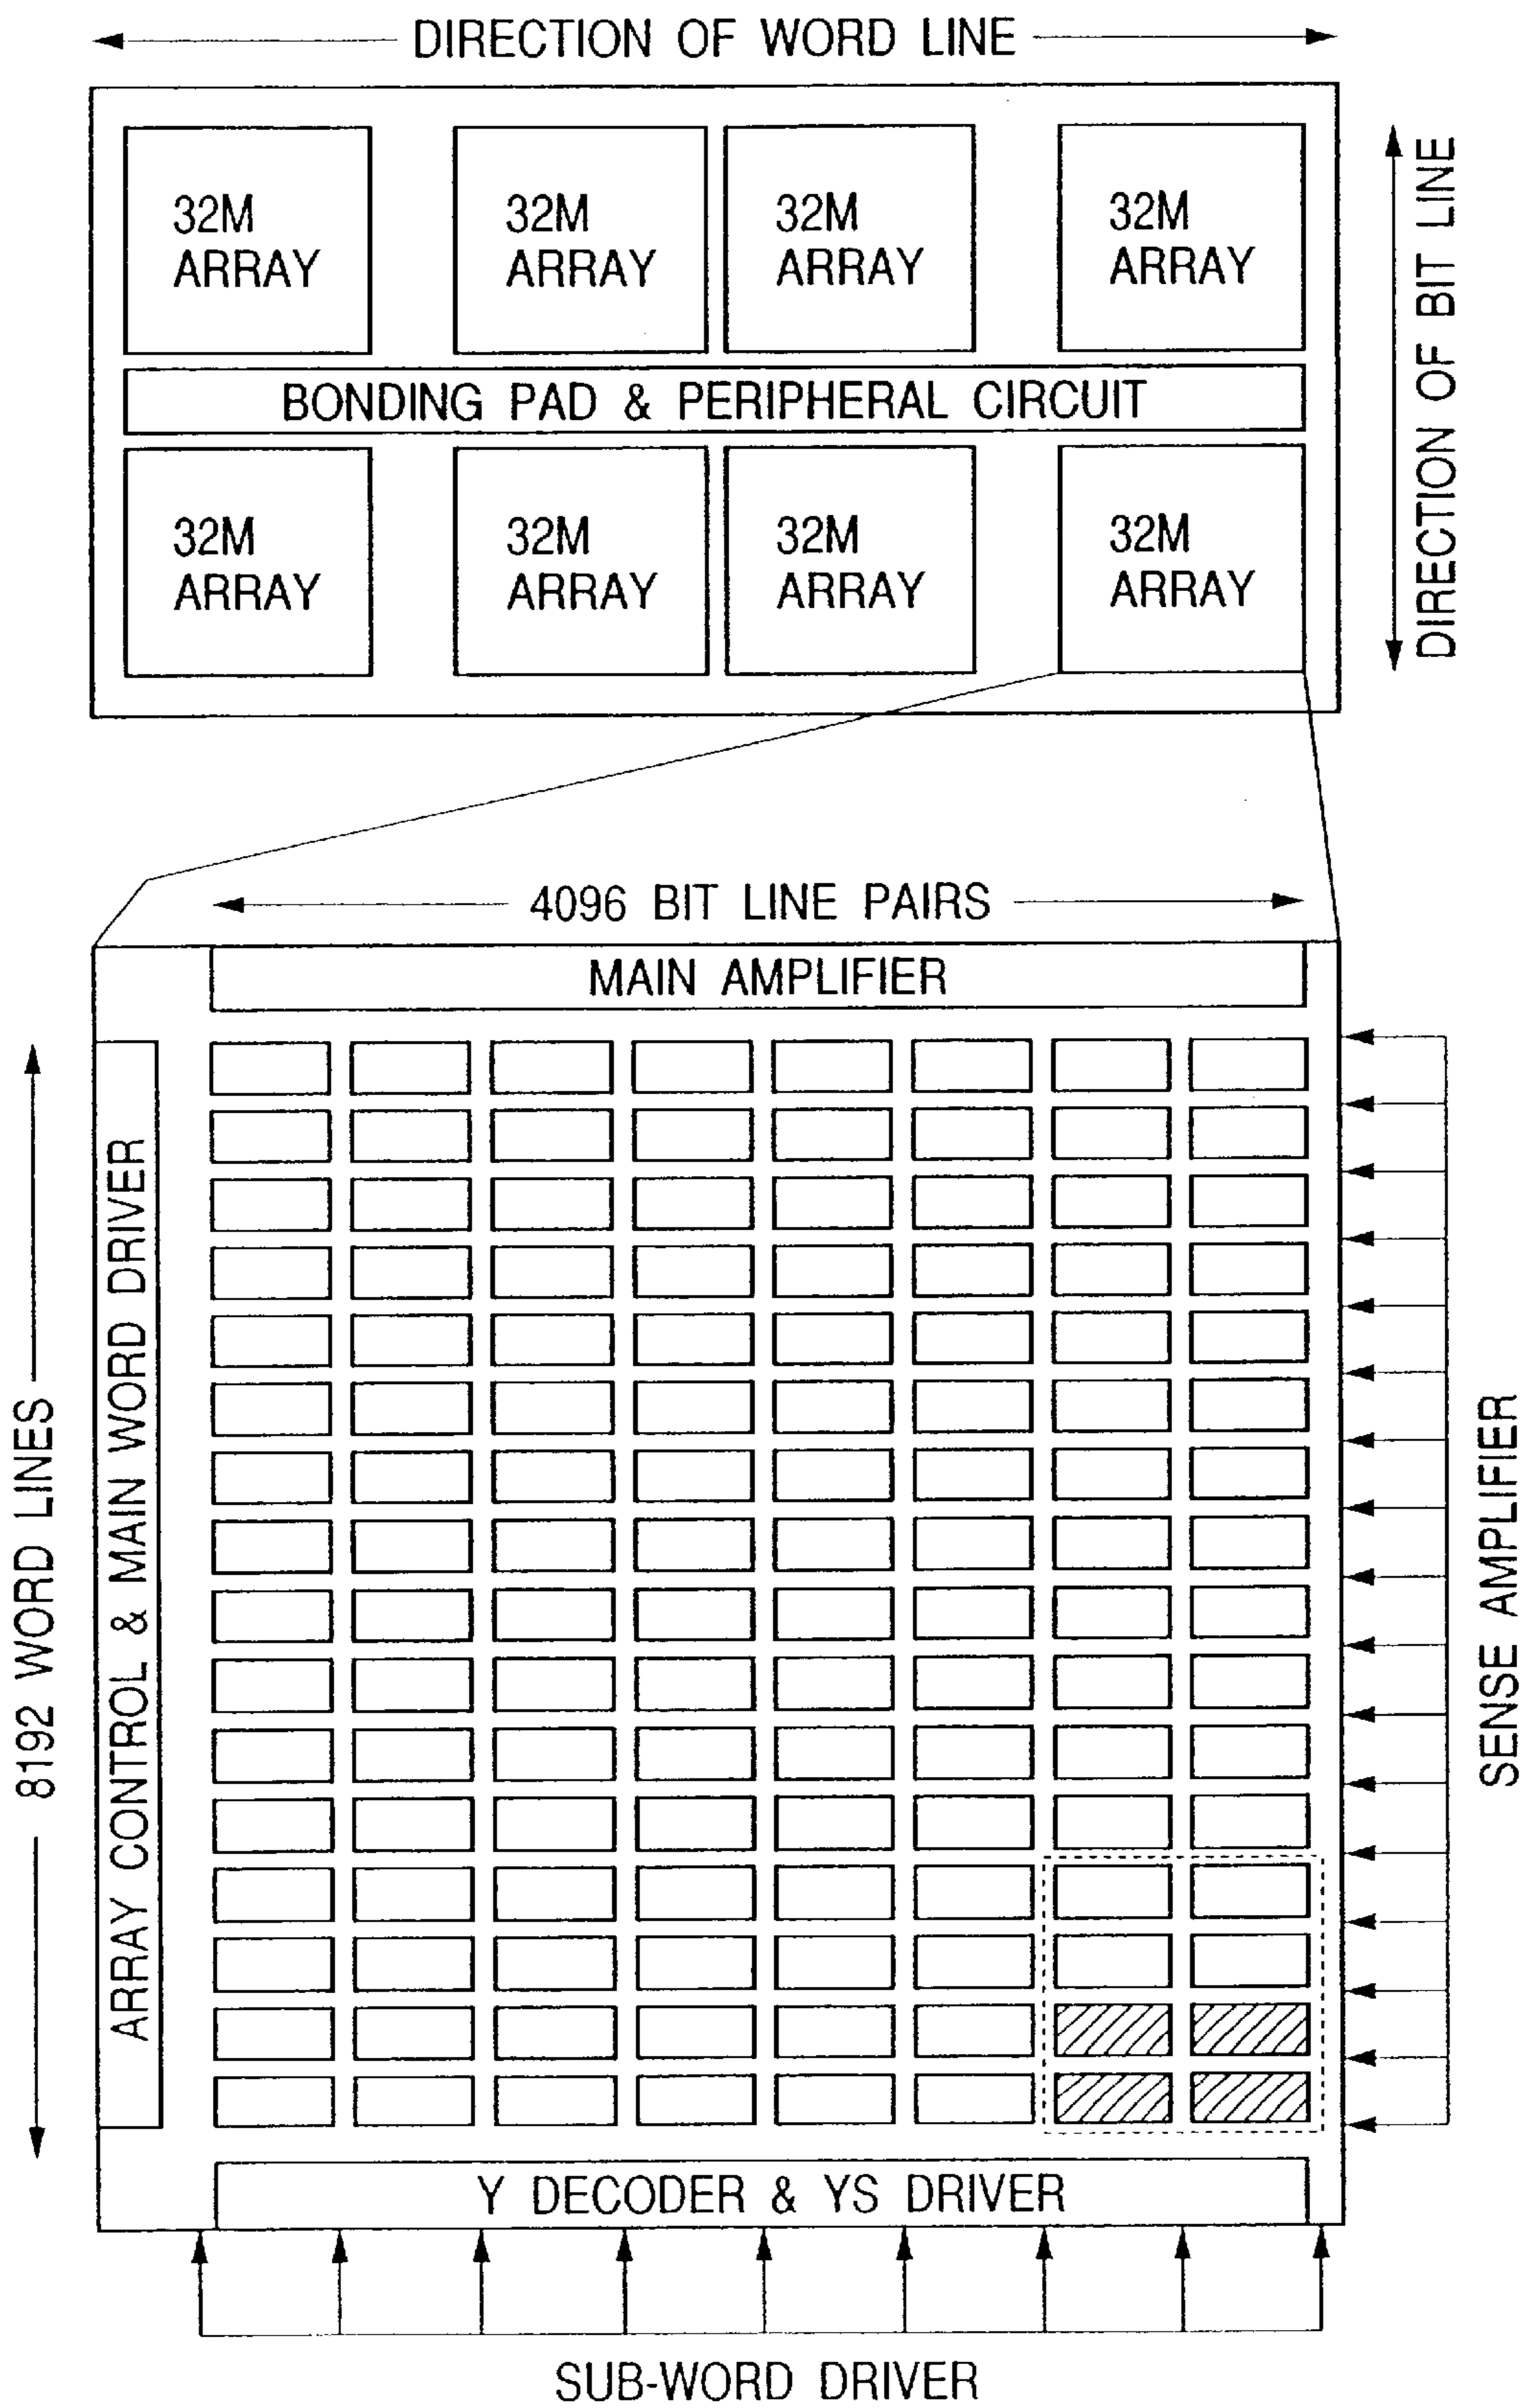 DIRECTION OF WORD LINE
32M
ARRAY
32M
ARRAY
32M
ARRAY
32M
ARRAY
DIRECTION OF BIT LINE
BONDING PAD & PERIPHERAL CIRCUIT
32M
ARRAY
32M
ARRAY
32M
ARRAY
32M
ARRAY
4096 BIT LINE PAIRS
MAIN AMPLIFIER
8192 WORD LINES
ARRAY CONTROL & MAIN WORD DRIVER
SENSE AMPLIFIER
Y DECODER & YS DRIVER
SUB-WORD DRIVER